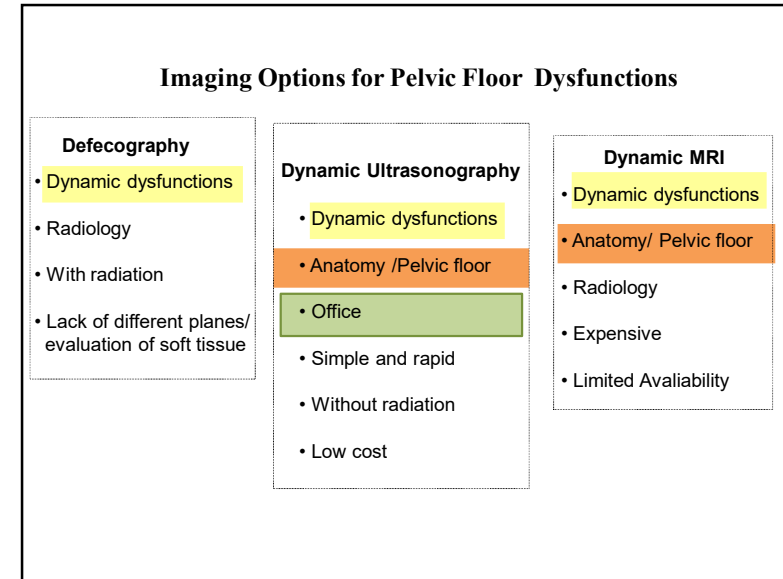 Imaging Options for Pelvic Floor Dysfunctions
Defecography
• Dynamic dysfunctions
• Radiology
• With radiation
• Lack of different planes/
evaluation of soft tissue
Dynamic Ultrasonography
• Dynamic dysfunctions
• Anatomy /Pelvic floor
• Office
• Simple and rapid
• Without radiation
• Low cost
Dynamic MRI
• Dynamic dysfunctions
• Anatomy/ Pelvic floor
• Radiology
• Expensive
• Limited Avaliability